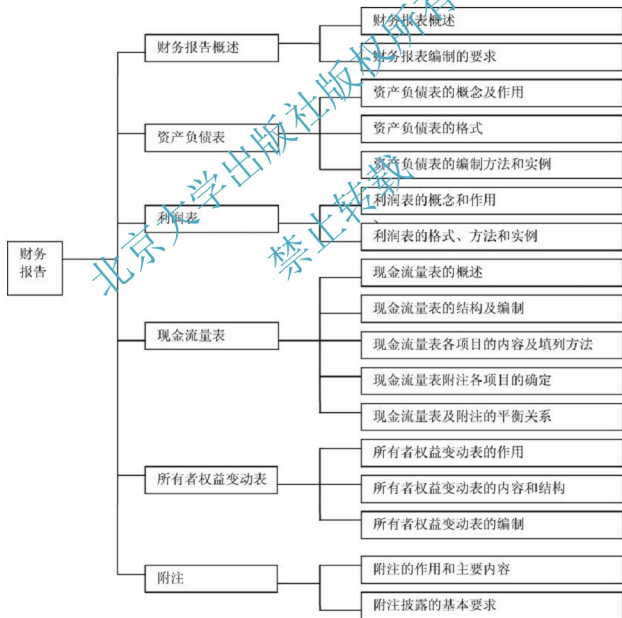 财务
报告
财务报告概述
财务报表概述
财务报表编制的要求
资产负债表
资产负债表的概念及作用
资产负债表的格式
资产负债表的编制方法和实例
利润表
利润表的概念和作用
利润表的格式、方法和实例
现金流量表
现金流量表的概述
现金流量表的结构及编制
现金流量表各项目的内容及填列方法
现金流量表附注各项目的确定
现金流量表及附注的平衡关系
所有者权益变动表
所有者权益变动表的作用
所有者权益变动表的内容和结构
所有者权益变动表的编制
附注
附注的作用和主要内容
附注披露的基本要求
北京大学出版社版权所有
禁止转载